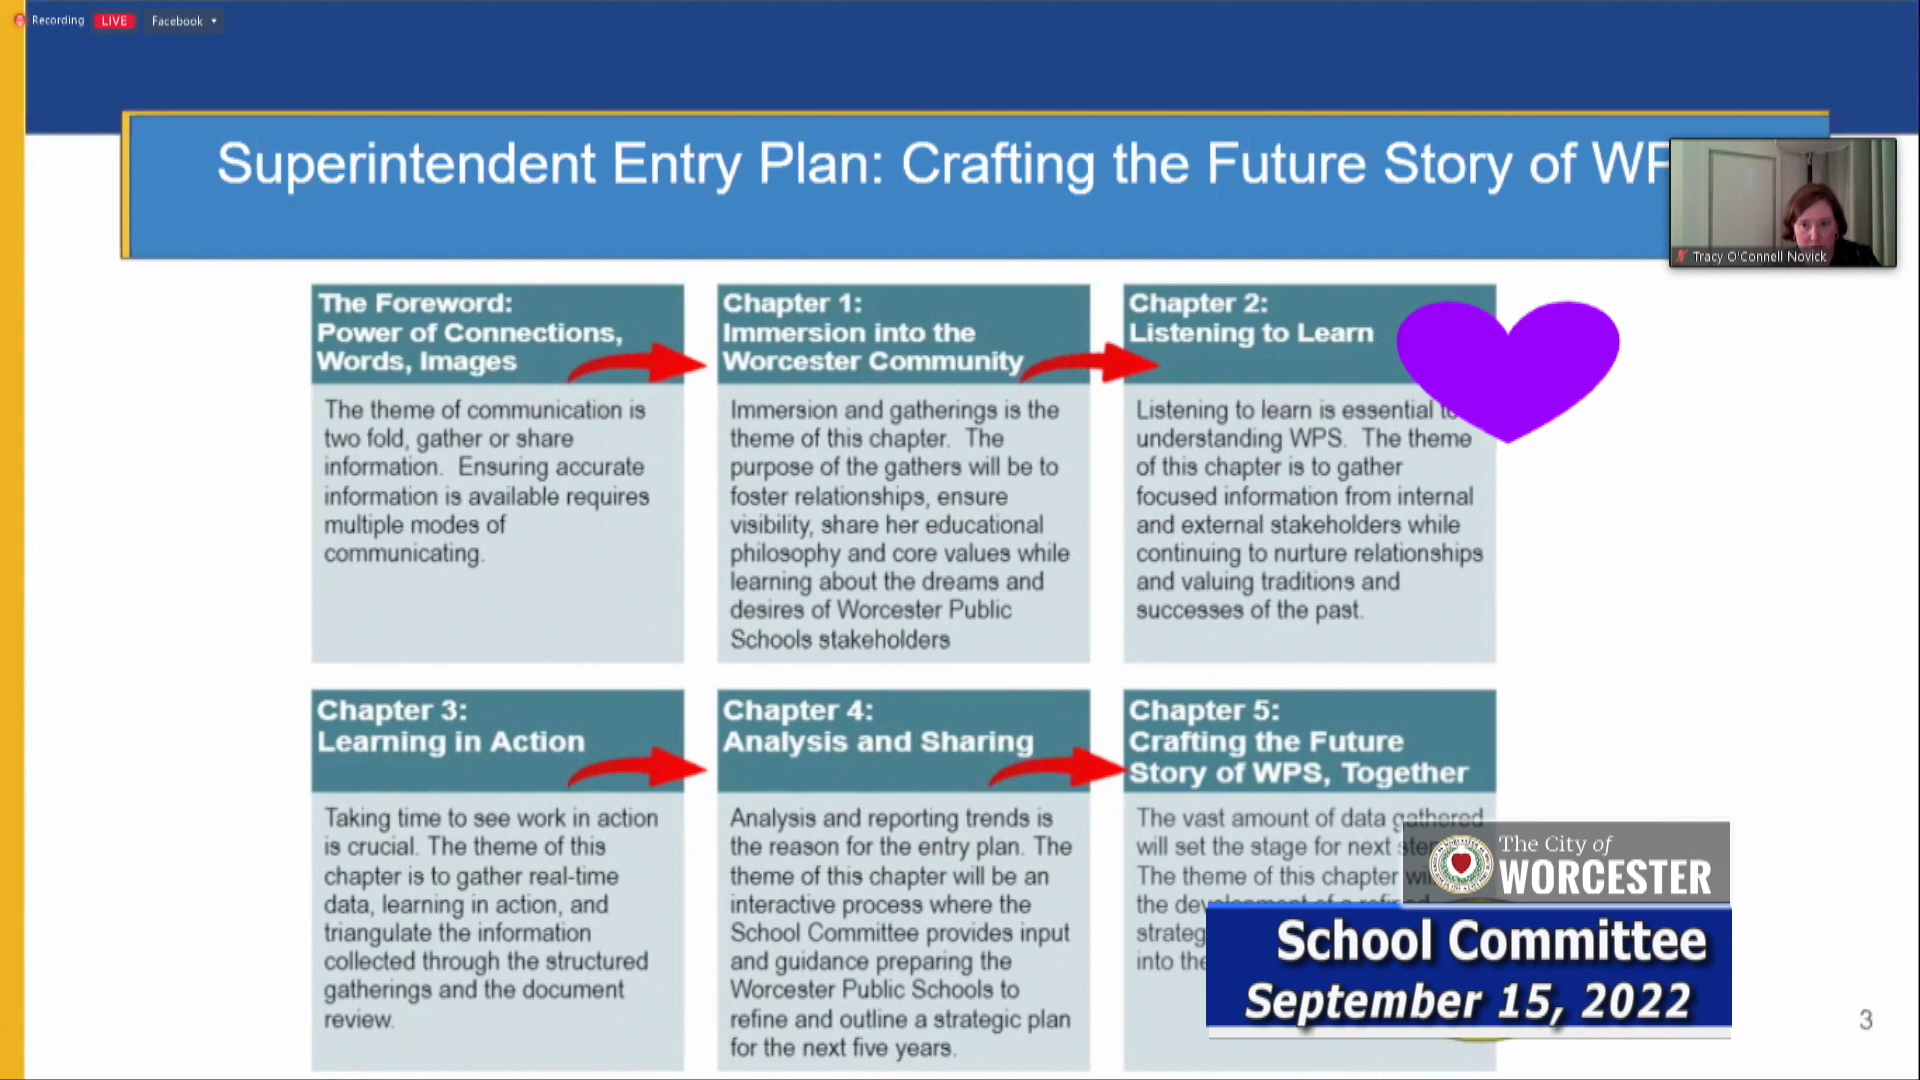 Recording LIVE Facebook
Superintendent Entry Plan: Crafting the Future Story of
Tracy O'Connell Novick
The Foreword:
Power of Connections,
Words, Images
The theme of communication is
two fold, gather or share
information. Ensuring accurate
information is available requires
multiple modes of
communicating.
Chapter 1:
Immersion into the
Worcester Community
Immersion and gatherings is the
theme of this chapter. The
purpose of the gathers will be to
foster relationships, ensure
visibility, share her educational
philosophy and core values while
learning about the dreams and
desires of Worcester Public
Schools stakeholders
Chapter 2:
Listening to Learn
Listening to learn is essential
understanding WPS. The theme
of this chapter is to gather
focused information from internal
and external stakeholders while
continuing to nurture relationships
and valuing traditions and
successes of the past.
Chapter 3:
Learning in Action
Taking time to see work in action
is crucial. The theme of this
chapter is to gather real-time
data, learning in action, and
triangulate the information
collected through the structured
gatherings and the document
review.
Chapter 4:
Analysis and Sharing
Analysis and reporting trends is
the reason for the entry plan. The
theme of this chapter will be an
interactive process where the
School Committee provides input
and guidance preparing the
Worcester Public Schools to
refine and outline a strategic plan
for the next five years.
Chapter 5:
Crafting the Future
Story of WPS, Together
The vast amount of data gathered
will set the stage for next
The theme of this chapter
the
into
The City of
WORCESTER
School Committee
September 15, 2022
3